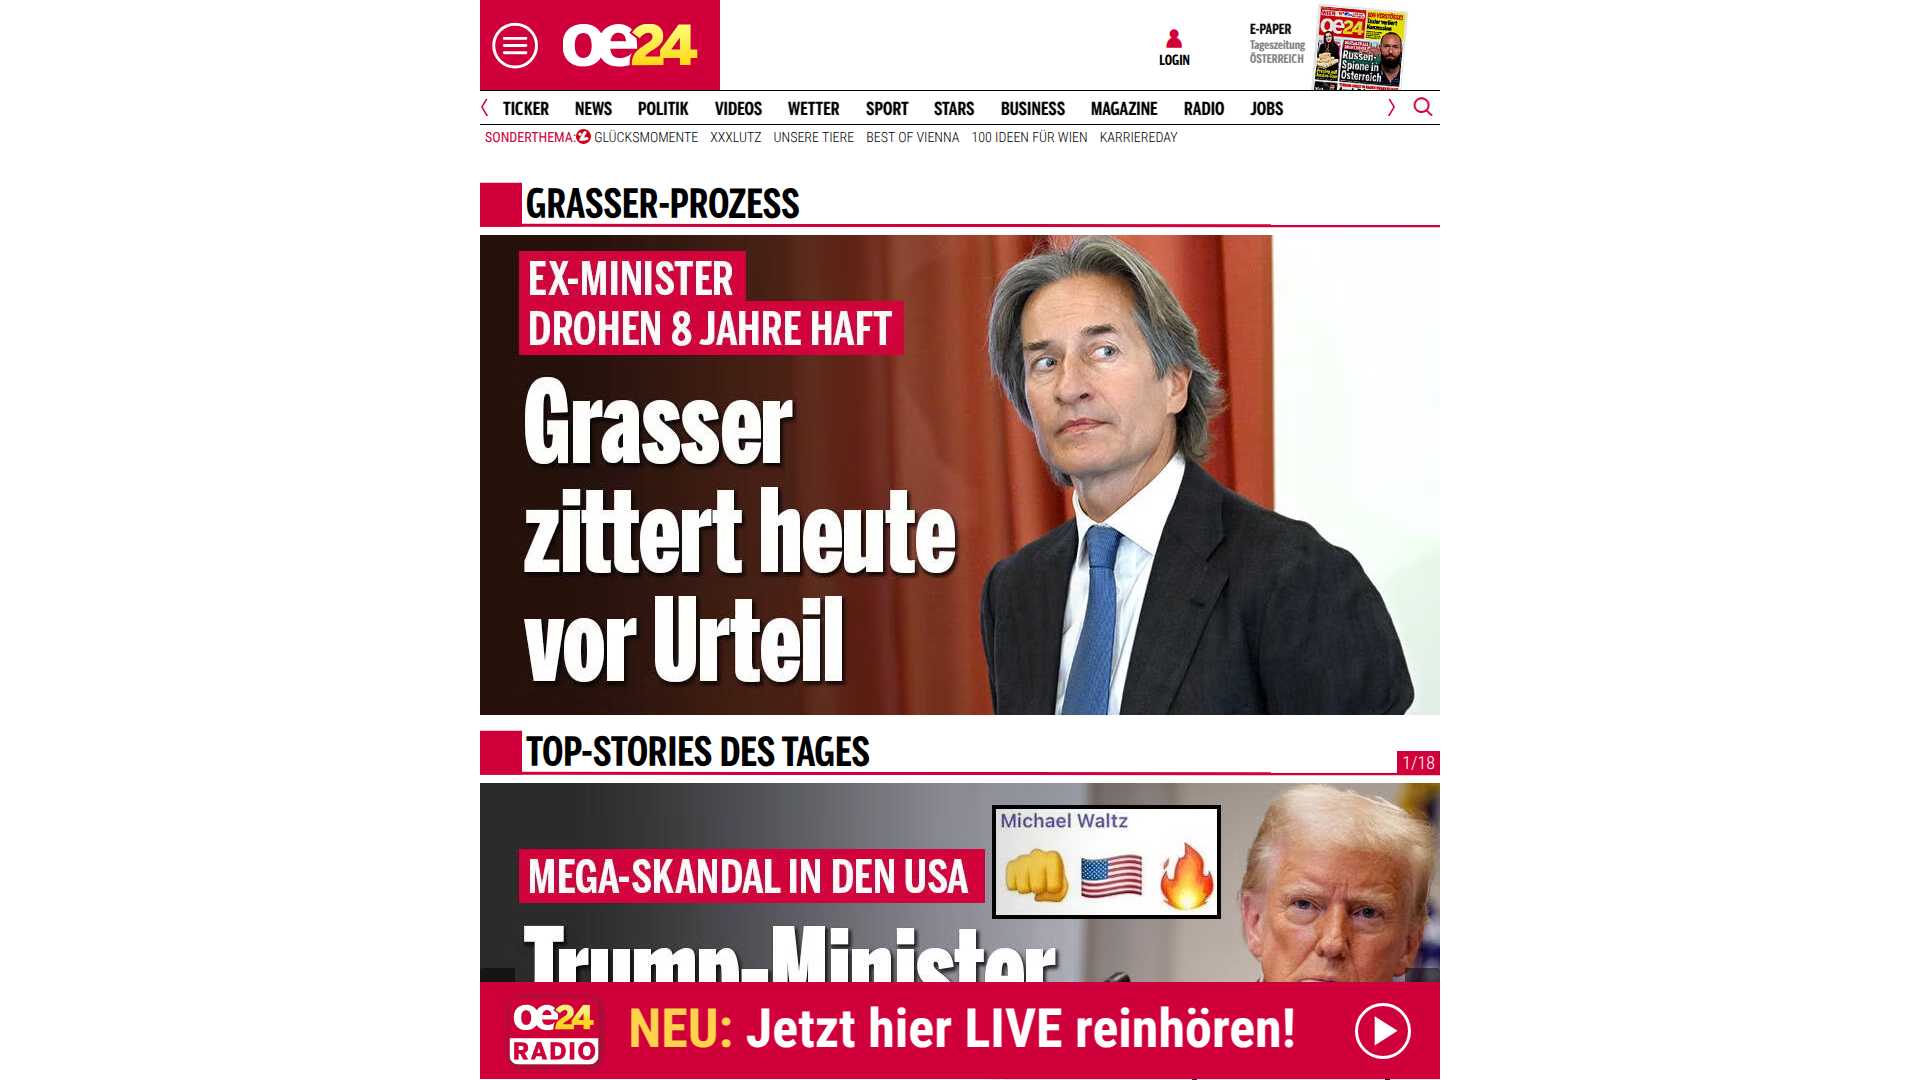 oe24
LOGIN
E-PAPER
Tageszeitung
ÖSTERREICH
oe24
Russen-
Spione in
Österreich
TICKER NEWS POLITIK VIDEOS WETTER SPORT STARS BUSINESS MAGAZINE RADIO JOBS
SONDERTHEMA: GLÜCKSMOMENTE XXXLUTZ UNSERE TIERE BEST OF VIENNA 100 IDEEN FÜR WIEN KARRIEREDAY
GRASSER-PROZESS
EX-MINISTER
DROHEN 8 JAHRE HAFT
Grasser
zittert heute
vor Urteil
TOP-STORIES DES TAGES
1/18
Michael Waltz
MEGA-SKANDAL IN DEN USA
Trump-Minister
oe24
RADIO
NEU: Jetzt hier LIVE reinhören!